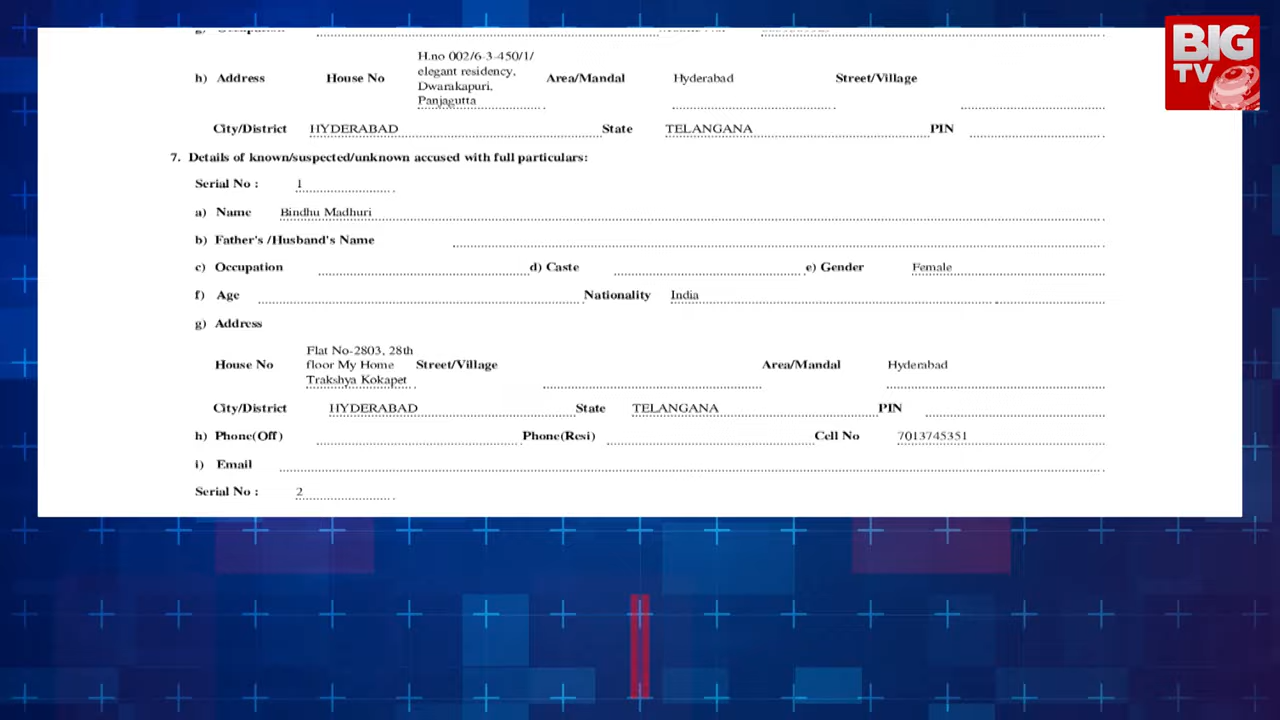 BIG
TV
H.no 002/6-3-450/1/
elegant residency,
Dwarakapuri,
Panjagutta
h) Address House No Area/Mandal Hyderabad Street/Village
City/District HYDERABAD State TELANGANA PIN
7. Details of known/suspected/unknown accused with full particulars:
Serial No : 1
a) Name Bindhu Madhuri
b) Father's /Husband's Name
c) Occupation d) Caste e) Gender Female
f) Age Nationality India
g) Address
Flat No-2803, 28th
House No floor My Home Street/Village Area/Mandal Hyderabad
Trakshya Kokapet
City/District HYDERABAD State TELANGANA PIN
h) Phone(Off) Phone(Resi) Cell No 7013745351
i) Email
Serial No : 2